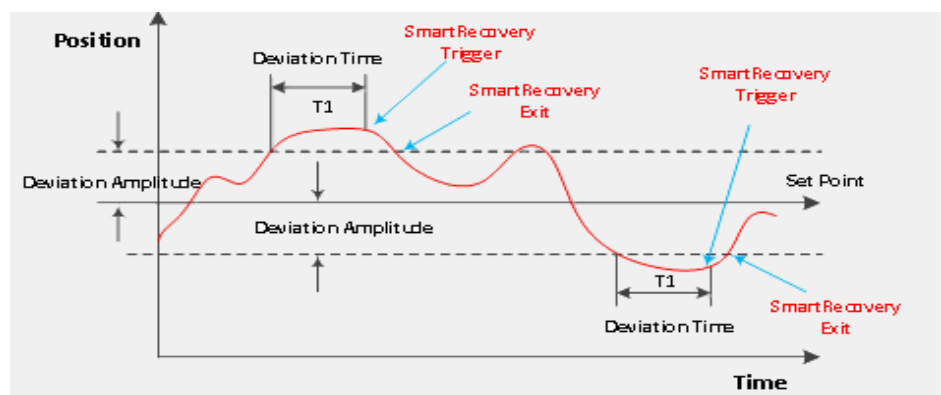 Position
Smart Recovery
Trigger
Deviation Time
T1
Smart Recovery
Exit
Smart Recovery
Trigger
Deviation Amplitude
Set Point
Deviation Amplitude
T1
Deviation Time
Smart Recovery
Exit
Time